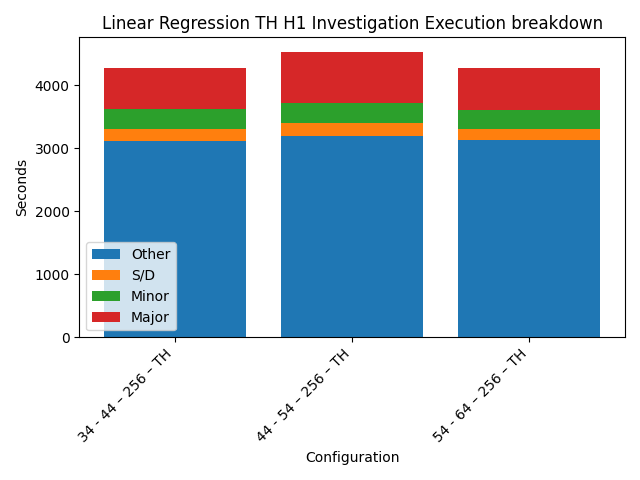 Linear Regression TH H1 Investigation Execution breakdown
Seconds
4000
3000
2000
1000
0
Other
S/D
Minor
Major
34 - 44 – 256 – TH
44 - 54 – 256 – TH
54 - 64 – 256 – TH
Configuration